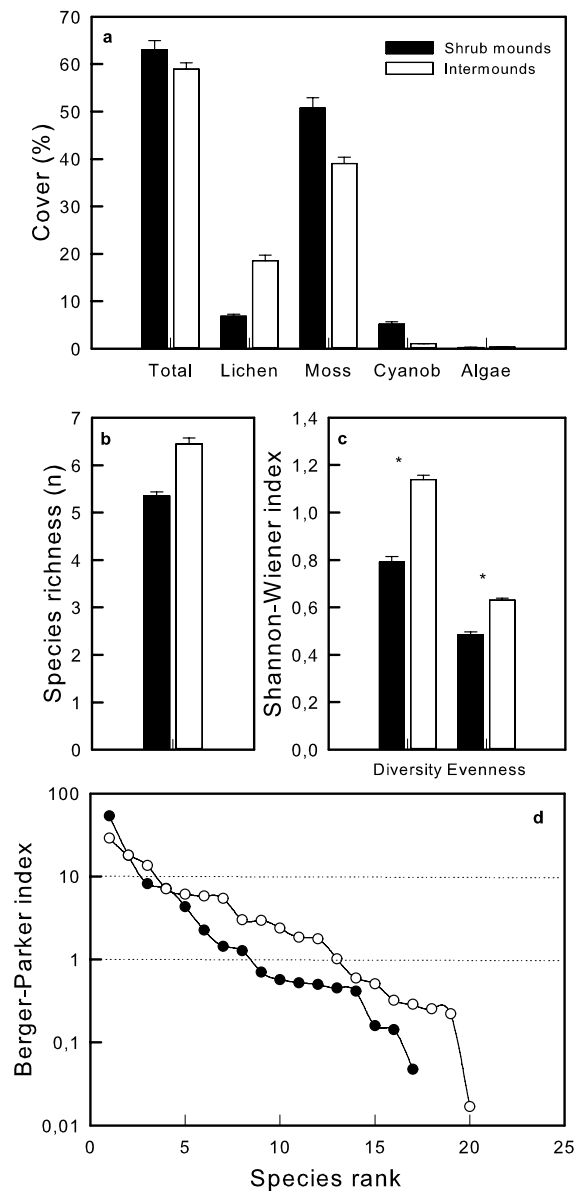 a
Shrub mounds
Intermounds
Cover (%)
70
60
50
40
30
20
10
0
Total Lichen Moss Cyanob Algae
b
Species richness (n)
7
6
5
4
3
2
1
0
c
Shannon-Wiener index
1,4
1,2
1,0
0,8
0,6
0,4
0,2
0,0
*
*
Diversity Evenness
d
Berger-Parker index
100
10
1
0,1
0,01
0 5 10 15 20 25
Species rank